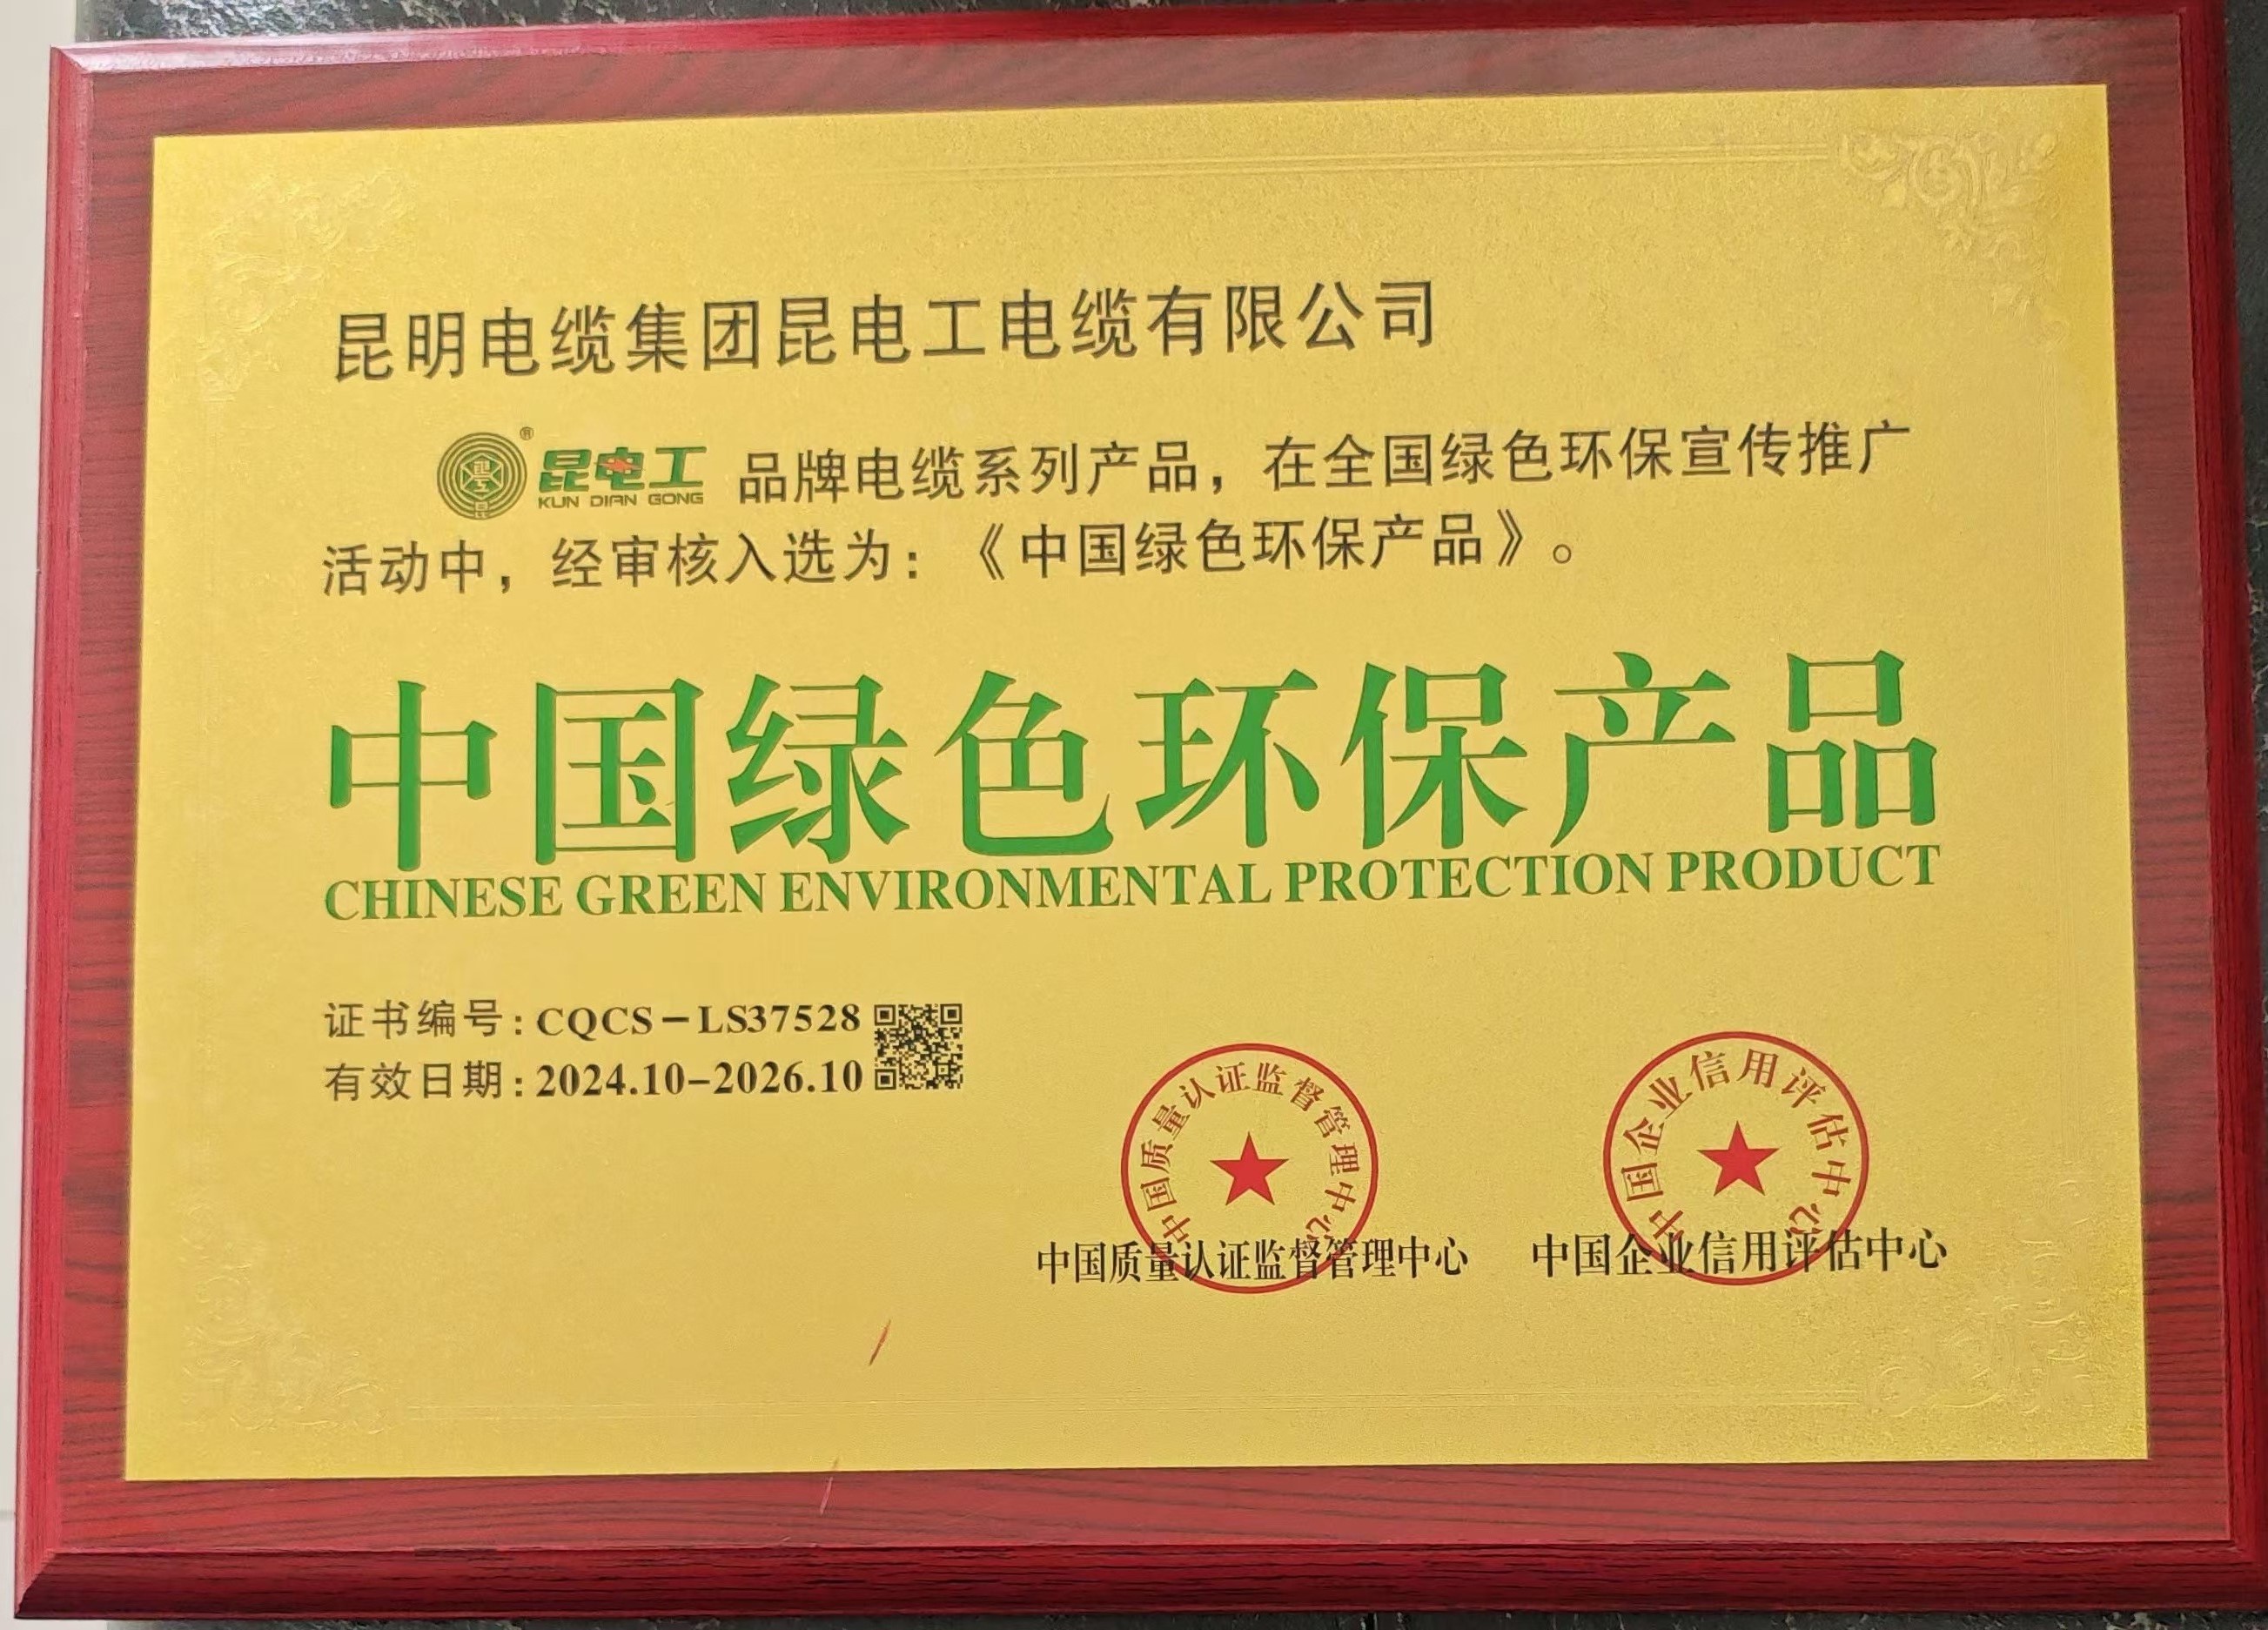 昆明电缆集团昆电工电缆有限公司
® 昆电工 品牌电缆系列产品，在全国绿色环保宣传推广
KUN DIAN GONG
活动中，经审核入选为：《中国绿色环保产品》。
中国绿色环保产品
CHINESE GREEN ENVIRONMENTAL PROTECTION PRODUCT
证书编号：CQCS－LS37528
有效日期：2024.10-2026.10
中国质量认证监督管理中心
中国企业信用评估中心
中国质量认证监督管理中心
中国企业信用评估中心